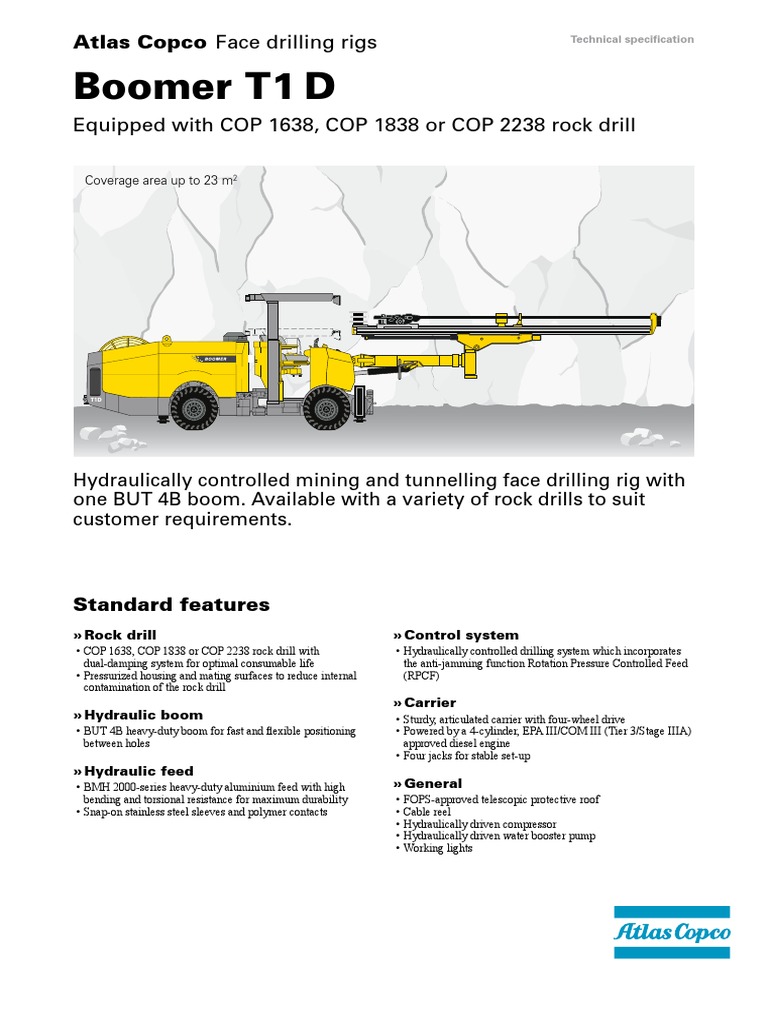 Atlas Copco Face drilling rigs
Technical specification
Boomer T1 D
Equipped with COP 1638, COP 1838 or COP 2238 rock drill
Coverage area up to 23 m²
BOOMER
T1D
Hydraulically controlled mining and tunnelling face drilling rig with
one BUT 4B boom. Available with a variety of rock drills to suit
customer requirements.
Standard features
» Rock drill
• COP 1638, COP 1838 or COP 2238 rock drill with
dual-damping system for optimal consumable life
• Pressurized housing and mating surfaces to reduce internal
contamination of the rock drill
» Hydraulic boom
• BUT 4B heavy-duty boom for fast and flexible positioning
between holes
» Hydraulic feed
• BMH 2000-series heavy-duty aluminium feed with high
bending and torsional resistance for maximum durability
• Snap-on stainless steel sleeves and polymer contacts
» Control system
• Hydraulically controlled drilling system which incorporates
the anti-jamming function Rotation Pressure Controlled Feed
(RPCF)
» Carrier
• Sturdy, articulated carrier with four-wheel drive
• Powered by a 4-cylinder, EPA III/COM III (Tier 3/Stage IIIA)
approved diesel engine
• Four jacks for stable set-up
» General
• FOPS-approved telescopic protective roof
• Cable reel
• Hydraulically driven compressor
• Hydraulically driven water booster pump
• Working lights
Atlas Copco